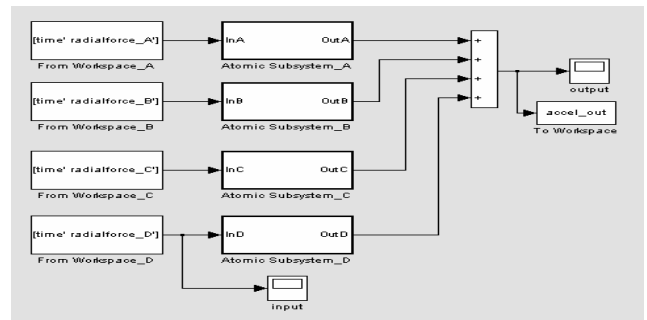 [time' radialforce_A']
From Workspace_A
InA OutA
Atomic Subsystem_A
+
+
+
+
output
accel_out
To Workspace
[time' radialforce_B']
From Workspace_B
InB OutB
Atomic Subsystem_B
[time' radialforce_C']
From Workspace_C
InC OutC
Atomic Subsystem_C
[time' radialforce_D']
From Workspace_D
InD OutD
Atomic Subsystem_D
input